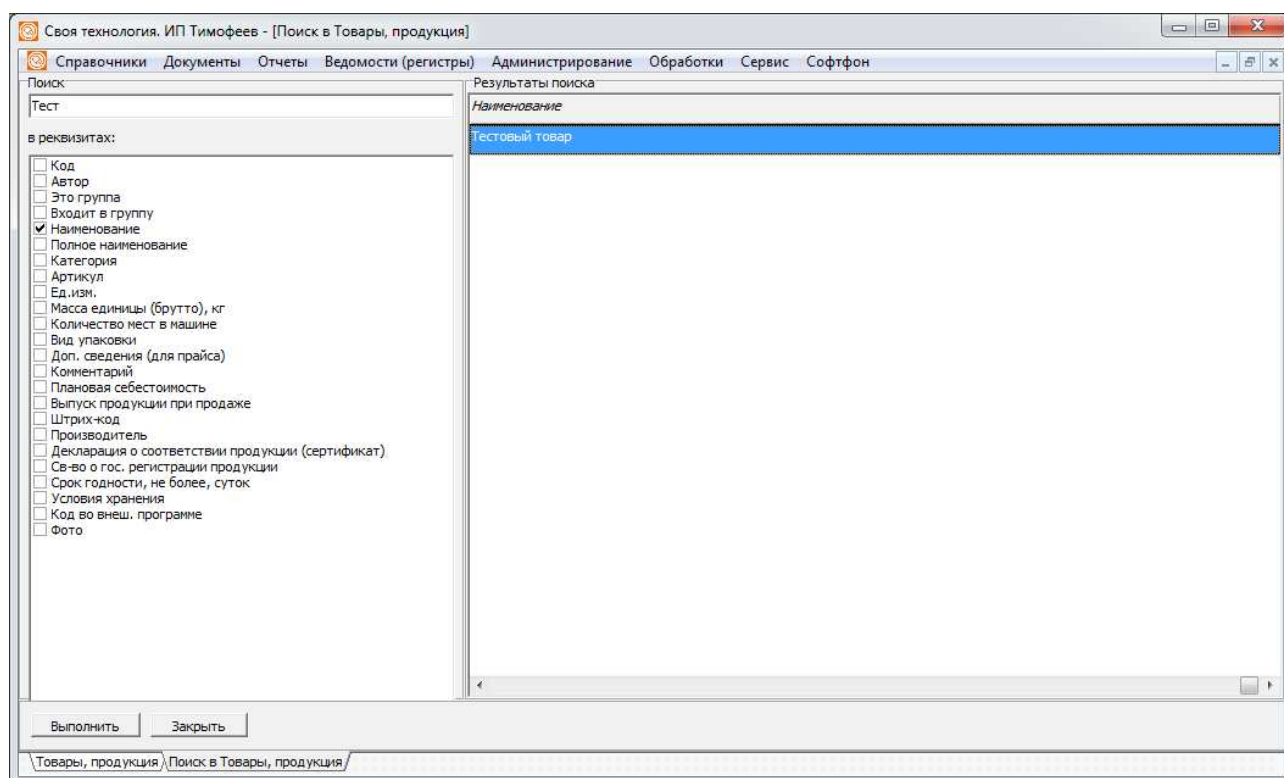 Своя технология. ИП Тимофеев - [Поиск в Товары, продукция]
Справочники Документы Отчеты Ведомости (регистры) Администрирование Обработки Сервис Софтфон
Поиск
Тест
в реквизитах:
Код
Автор
Это группа
Входит в группу
Наименование
Полное наименование
Категория
Артикул
Ед.изм.
Масса единицы (брутто), кг
Количество мест в машине
Вид упаковки
Доп. сведения (для прайса)
Комментарий
Плановая себестоимость
Выпуск продукции при продаже
Штрих-код
Производитель
Декларация о соответствии продукции (сертификат)
Св-во о гос. регистрации продукции
Срок годности, не более, суток
Условия хранения
Код во внеш. программе
Фото
Результаты поиска
Наименование
Тестовый товар
Выполнить Закрыть
Товары, продукция Поиск в Товары, продукция